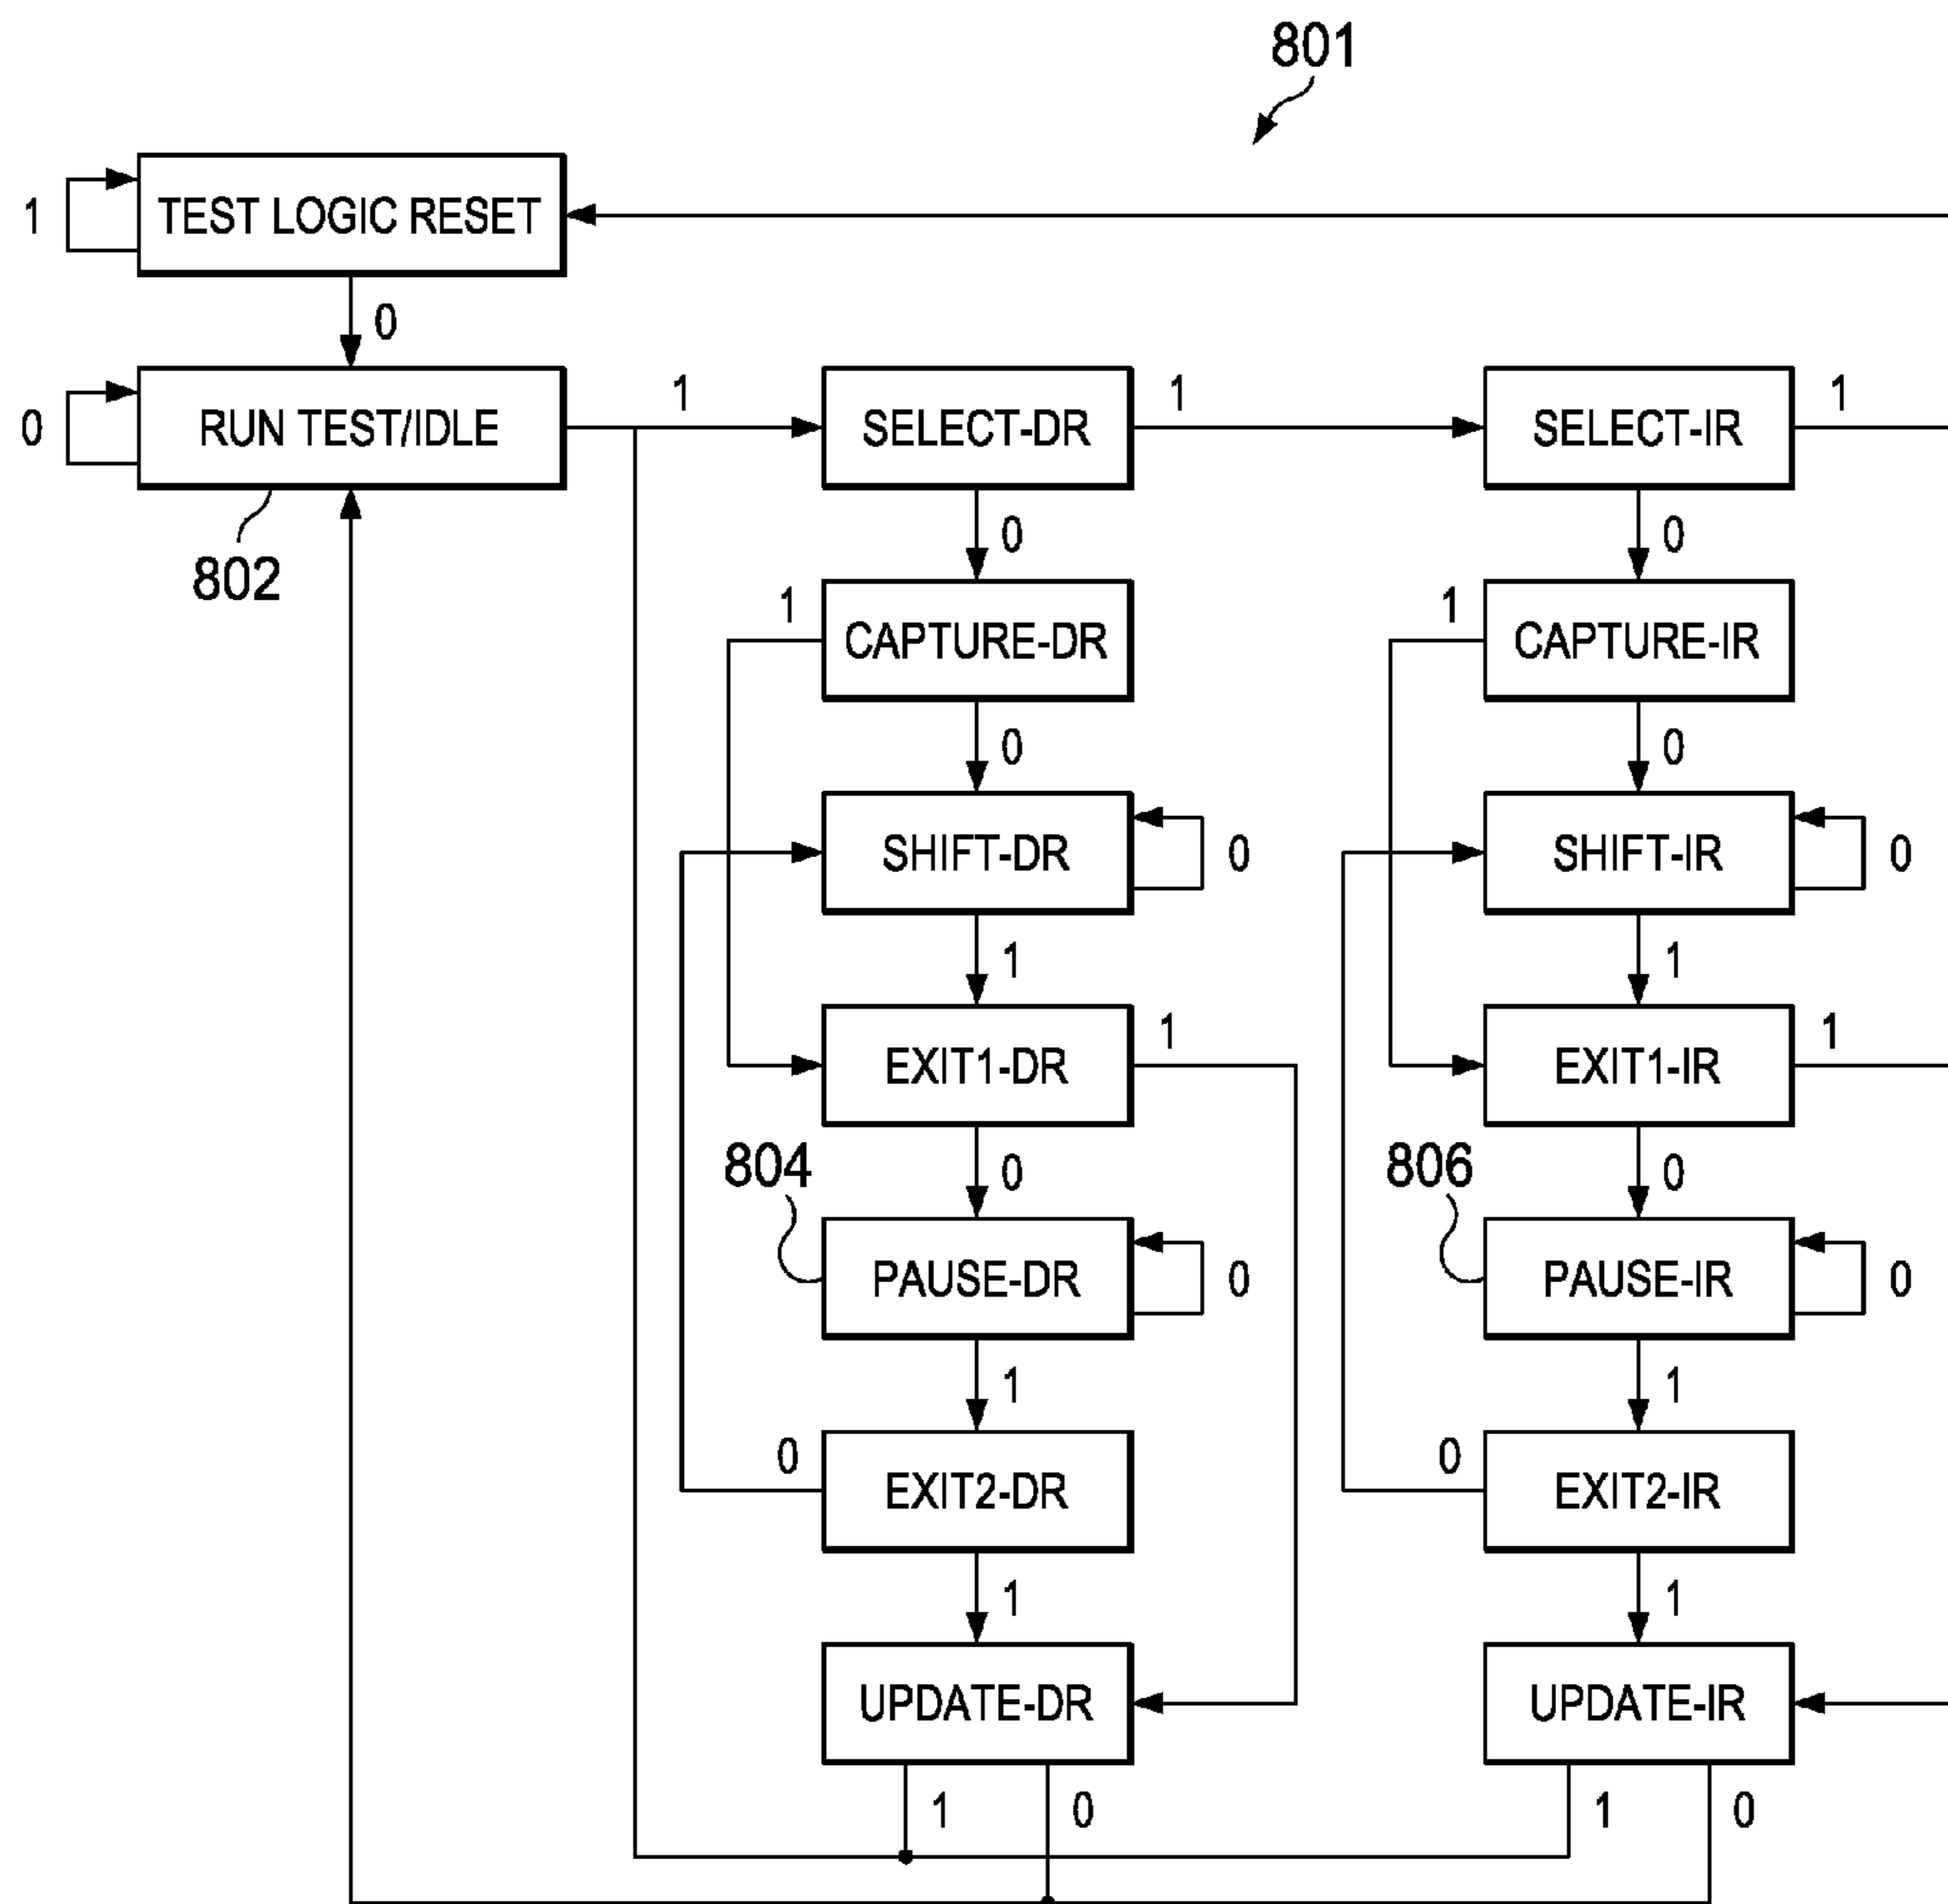 801
TEST LOGIC RESET
1
0
RUN TEST/IDLE
0
802
1
SELECT-DR
1
SELECT-IR
1
0
0
1
CAPTURE-DR
1
CAPTURE-IR
0
0
SHIFT-DR
0
SHIFT-IR
0
1
1
EXIT1-DR
1
EXIT1-IR
1
804
0
806
0
PAUSE-DR
0
PAUSE-IR
0
1
1
0
EXIT2-DR
0
EXIT2-IR
1
1
UPDATE-DR
UPDATE-IR
1
0
1
0